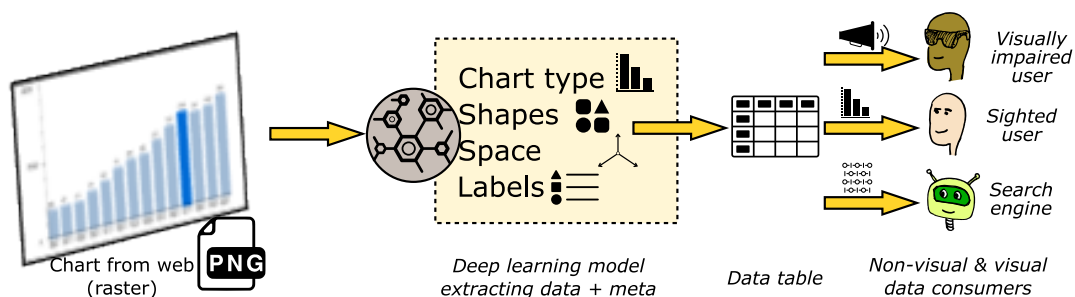 Chart from web
(raster)
PNG
Chart type
Shapes
Space
Labels
Deep learning model
extracting data + meta
Data table
Visually
impaired
user
Sighted
user
Search
engine
Non-visual & visual
data consumers